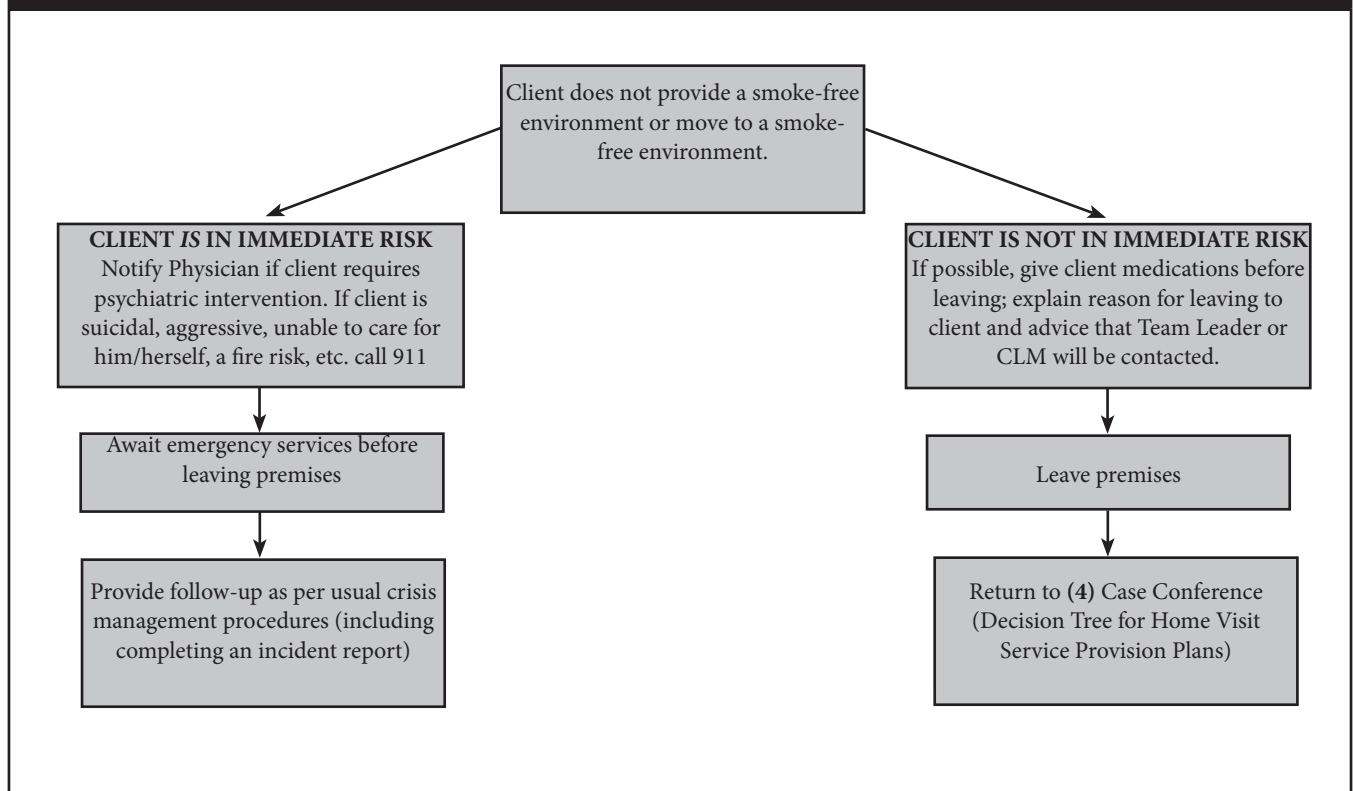 Client does not provide a smoke-free
environment or move to a smoke-
free environment.
CLIENT IS IN IMMEDIATE RISK
Notify Physician if client requires
psychiatric intervention. If client is
suicidal, aggressive, unable to care for
him/herself, a fire risk, etc. call 911
Await emergency services before
leaving premises
Provide follow-up as per usual crisis
management procedures (including
completing an incident report)
CLIENT IS NOT IN IMMEDIATE RISK
If possible, give client medications before
leaving; explain reason for leaving to
client and advice that Team Leader or
CLM will be contacted.
Leave premises
Return to (4) Case Conference
(Decision Tree for Home Visit
Service Provision Plans)